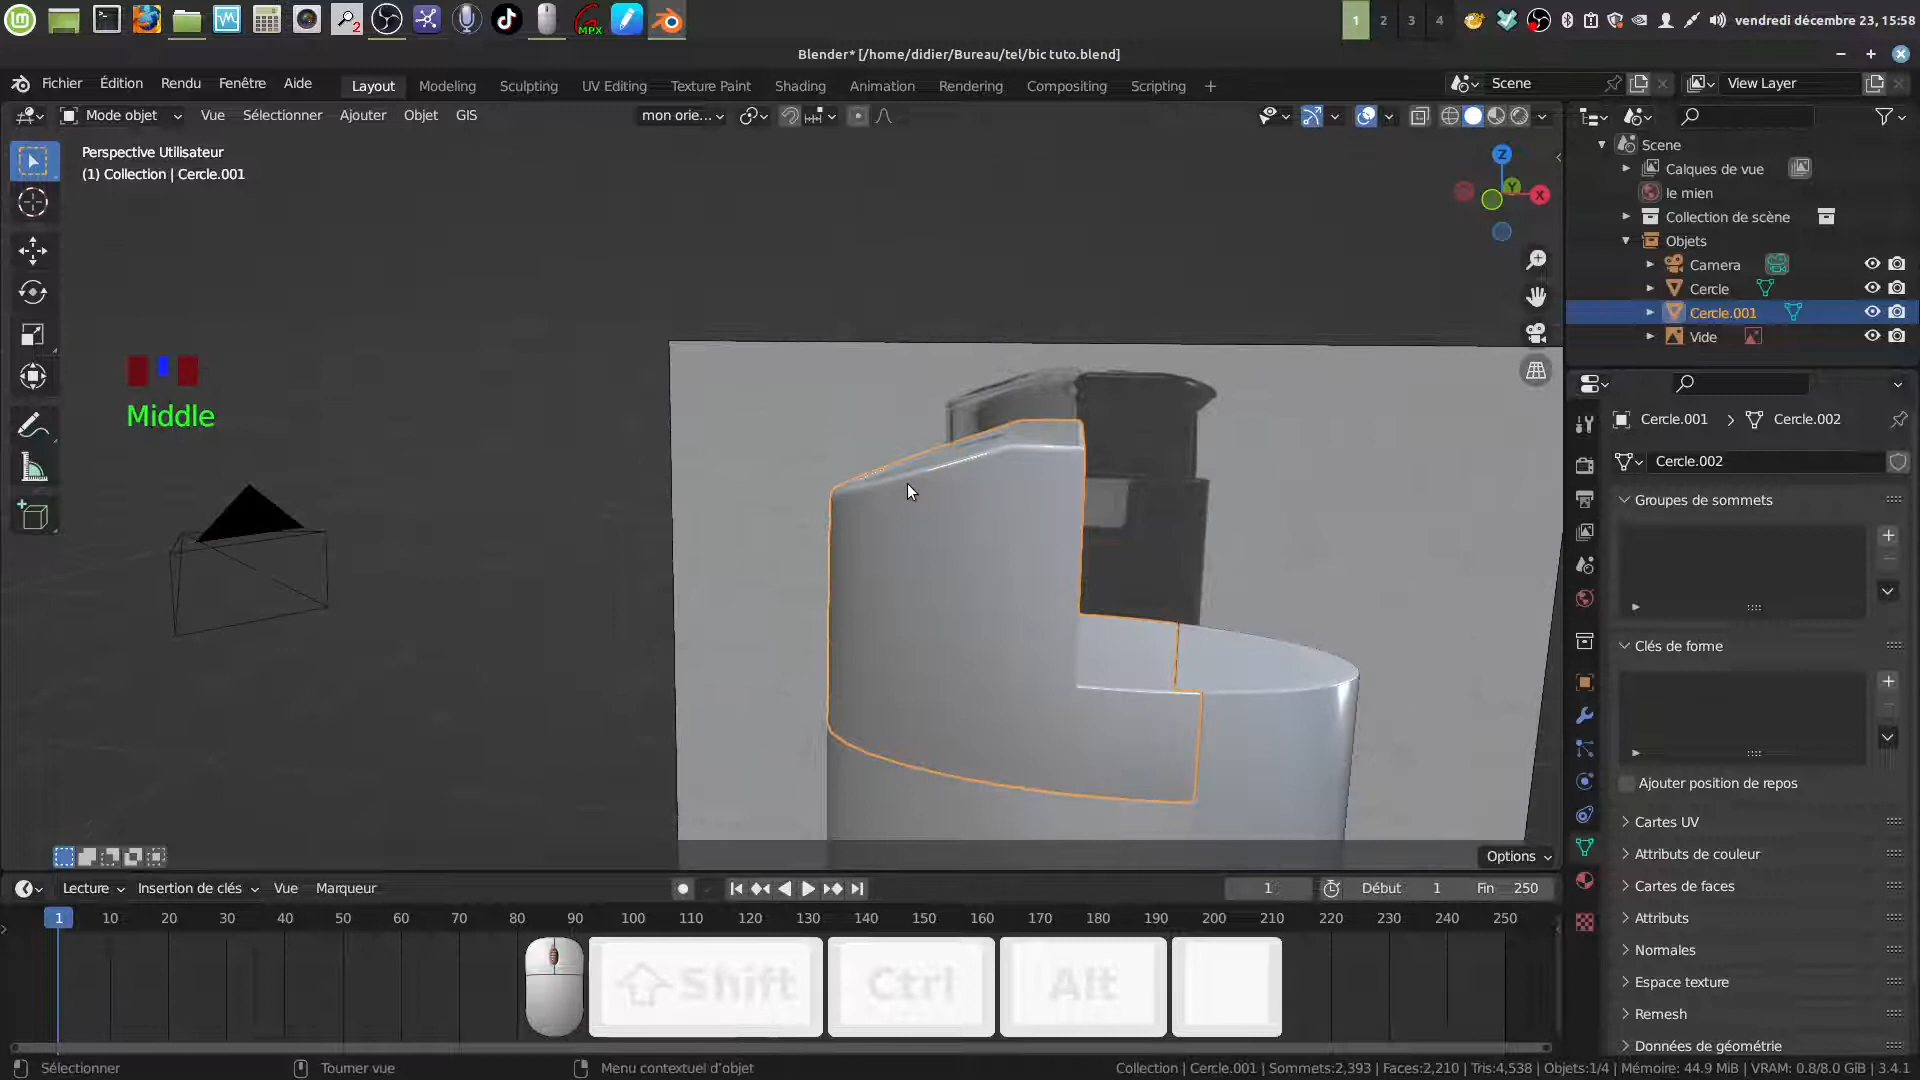 1 2 3 4 vendredi décembre 23, 15:58
Blender* [/home/didier/Bureau/tel/bic tuto.blend]
Fichier Édition Rendu Fenêtre Aide Layout Modeling Sculpting UV Editing Texture Paint Shading Animation Rendering Compositing Scripting + Scene View Layer
Mode objet Vue Sélectionner Ajouter Objet GIS mon orie...
Perspective Utilisateur
(1) Collection | Cercle.001
Z
Y
X
Middle
Options
Scene
Calques de vue
le mien
Collection de scène
Objets
Camera
Cercle
Cercle.001
Vide
Cercle.001 > Cercle.002
Cercle.002
Groupes de sommets
Clés de forme
Ajouter position de repos
Cartes UV
Attributs de couleur
Cartes de faces
Attributs
Normales
Espace texture
Remesh
Données de géométrie
Lecture Insertion de clés Vue Marqueur 1 Début 1 Fin 250
1 10 20 30 40 50 60 70 80 90 100 110 120 130 140 150 160 170 180 190 200 210 220 230 240 250
Shift Ctrl Alt
Sélectionner Tourner vue Menu contextuel d'objet Collection | Cercle.001 | Sommets:2,393 | Faces:2,210 | Tris:4,538 | Objets:1/4 | Mémoire: 44.9 MiB | VRAM: 0.8/8.0 GiB | 3.4.1